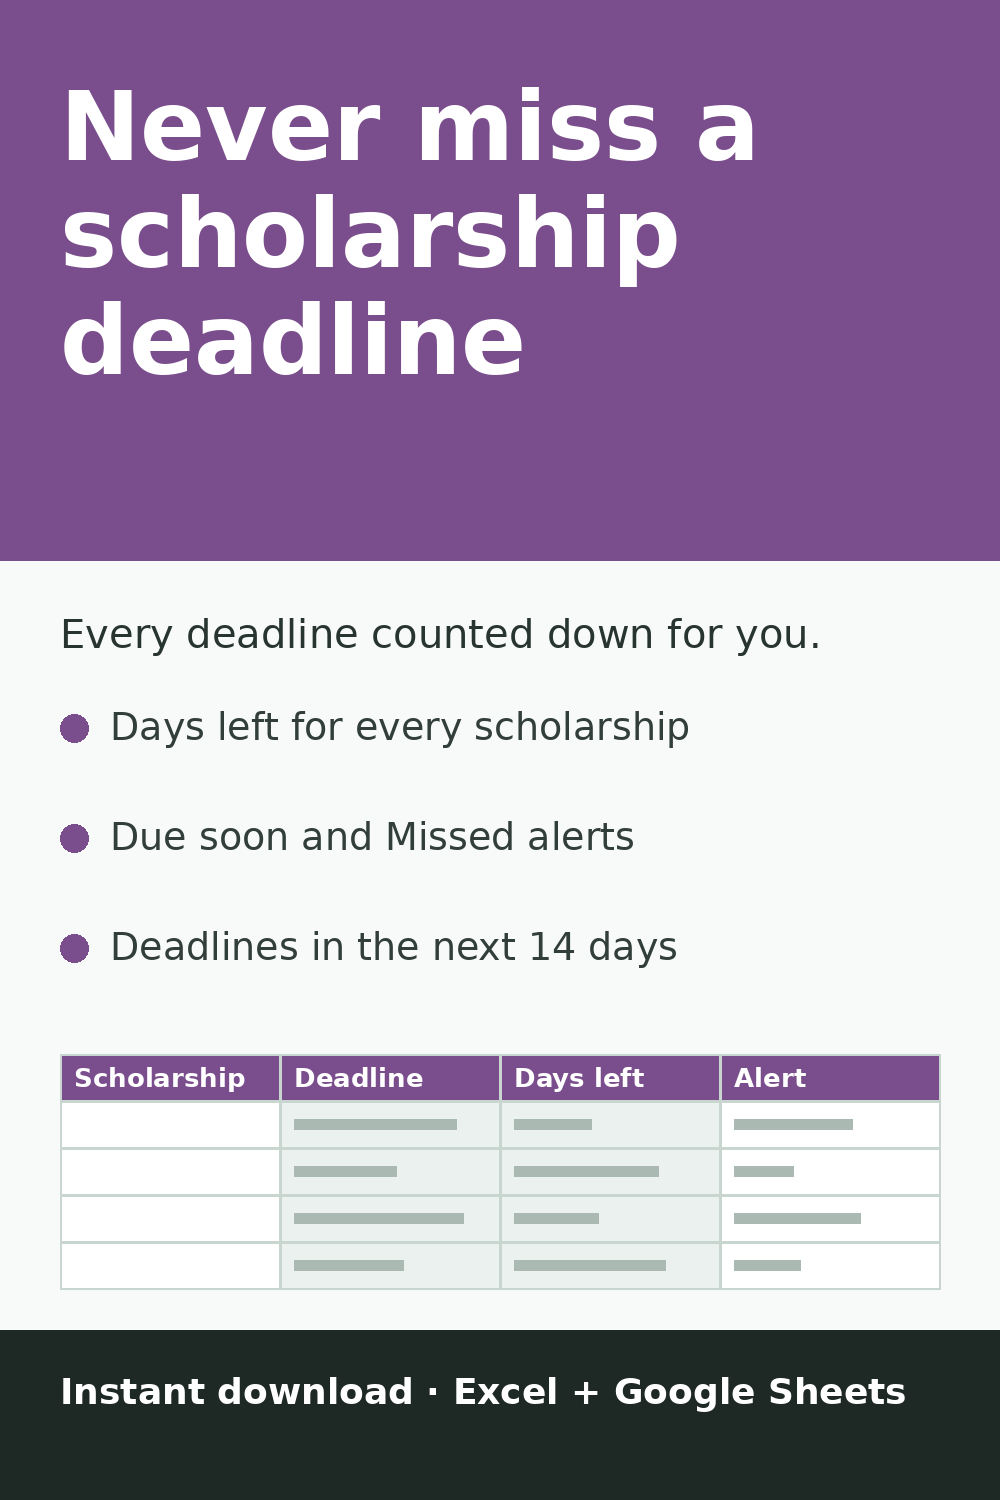 Never miss a
scholarship
deadline
Every deadline counted down for you.
Days left for every scholarship
Due soon and Missed alerts
Deadlines in the next 14 days
Scholarship Deadline Days left Alert
Instant download · Excel + Google Sheets